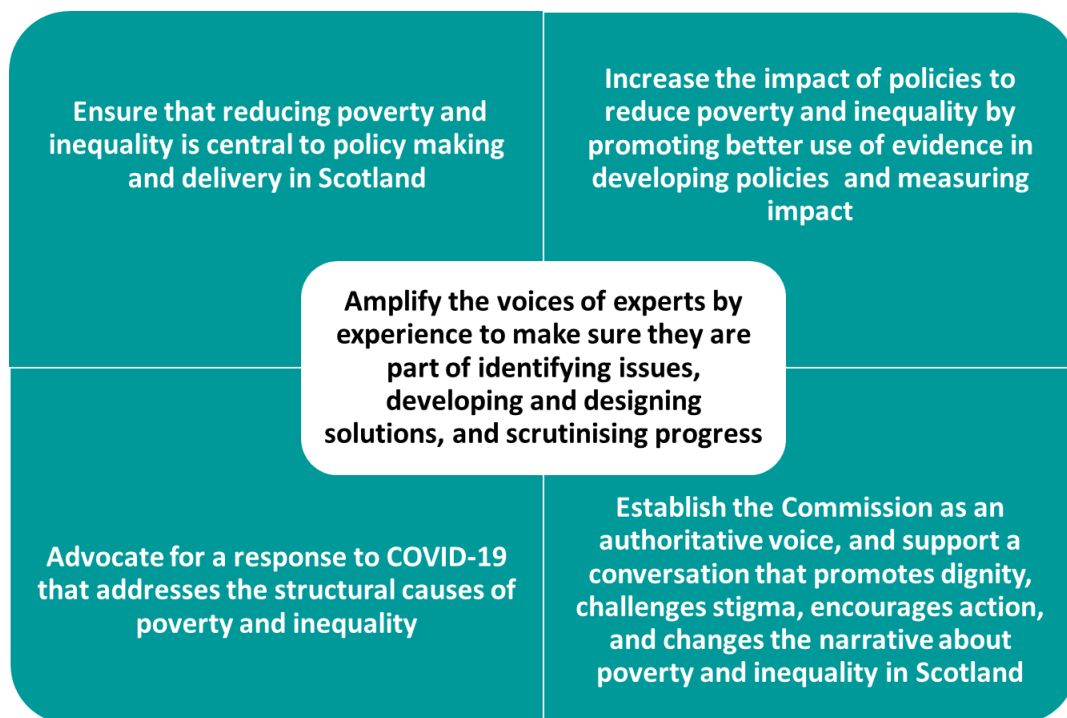 Ensure that reducing poverty and
inequality is central to policy making
and delivery in Scotland
Increase the impact of policies to
reduce poverty and inequality by
promoting better use of evidence in
developing policies and measuring
impact
Amplify the voices of experts by
experience to make sure they are
part of identifying issues,
developing and designing
solutions, and scrutinising progress
Advocate for a response to COVID-19
that addresses the structural causes of
poverty and inequality
Establish the Commission as an
authoritative voice, and support a
conversation that promotes dignity,
challenges stigma, encourages action,
and changes the narrative about
poverty and inequality in Scotland